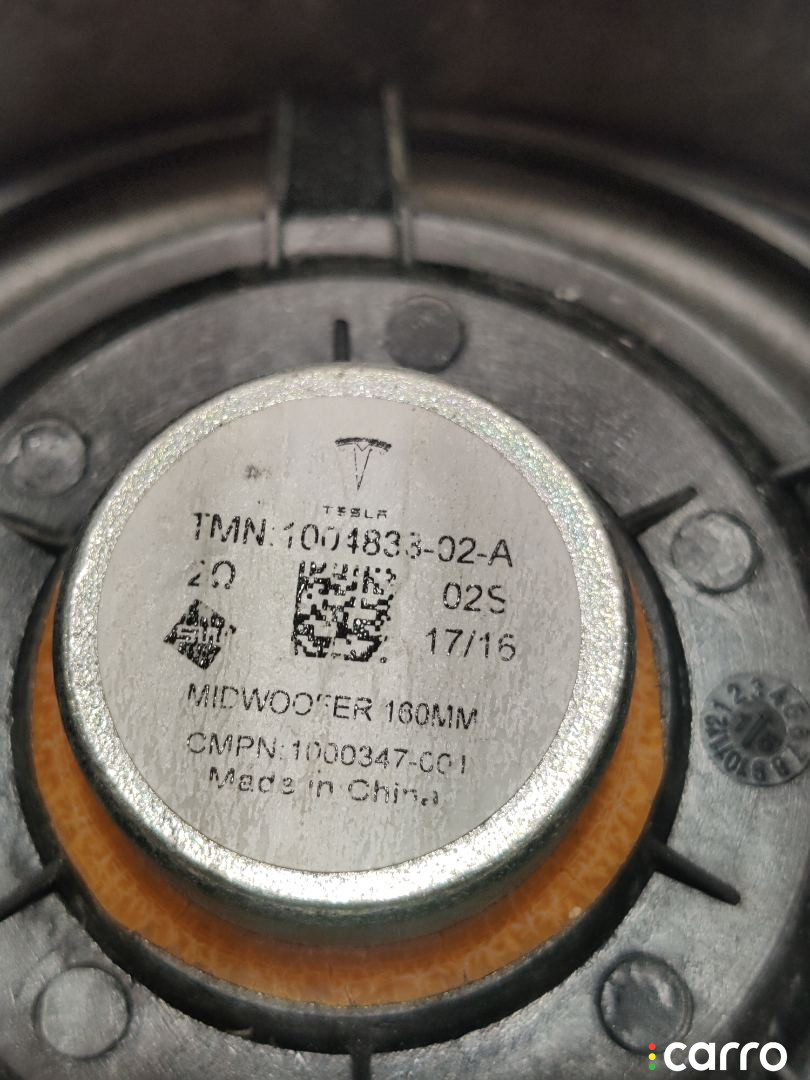 TESLA
TMN:1004833-02-A
2Ω
02S
17/16
MIDWOOFER 160MM
CMPN:1000347-001
Made in China
carro